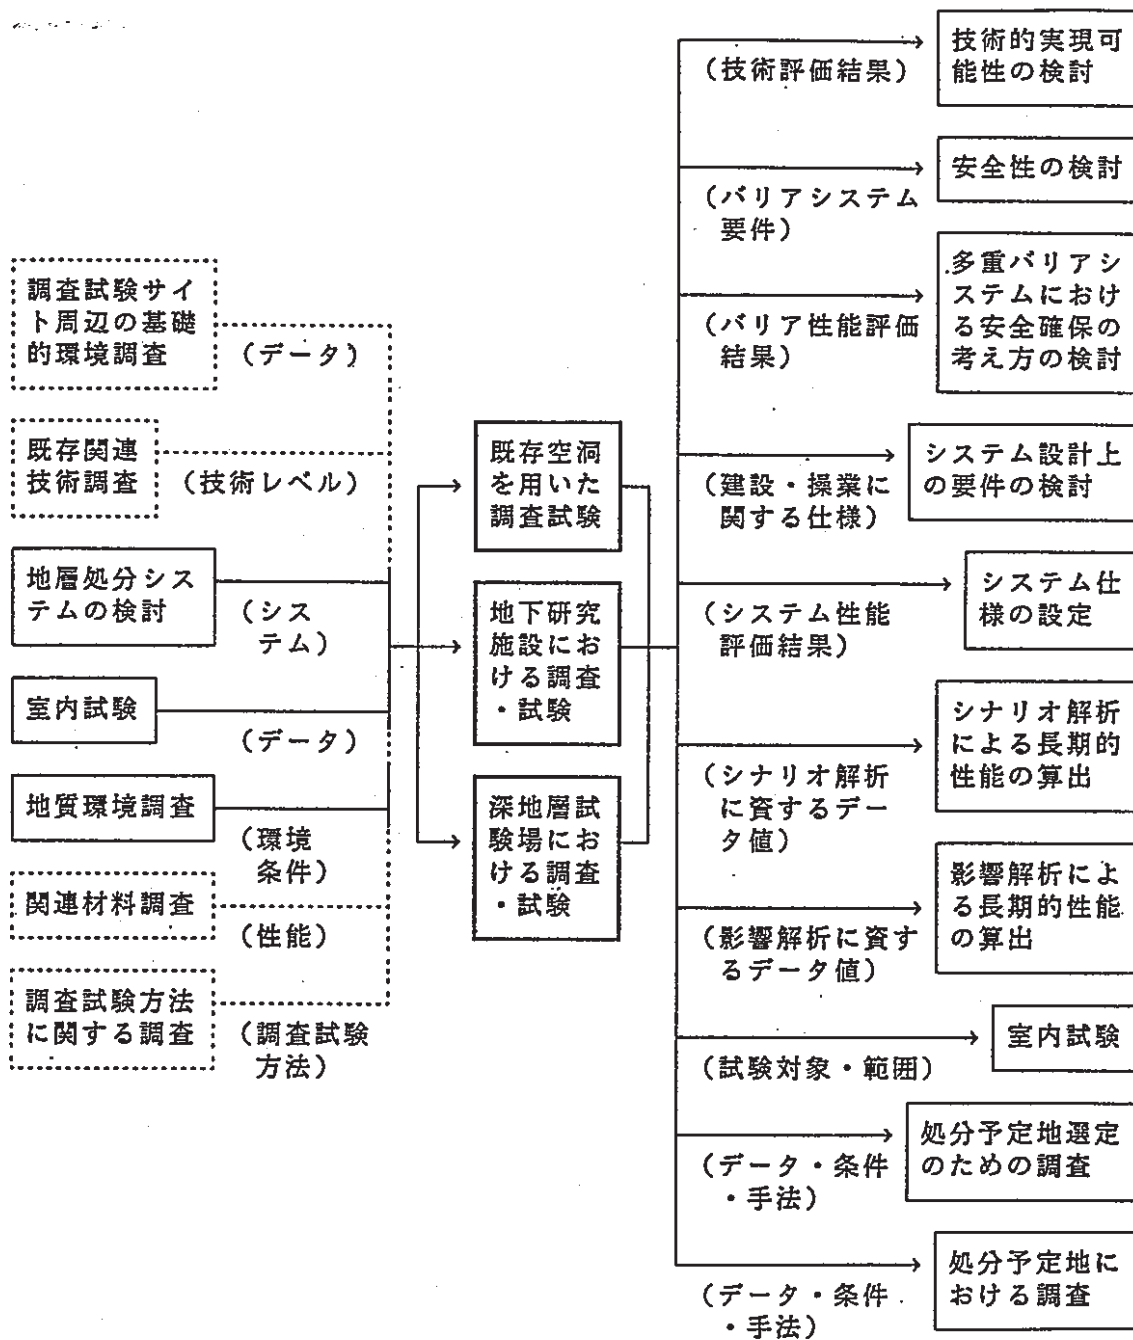 調査試験サイ
ト周辺の基礎
的環境調査
(データ)
既存関連
技術調査
(技術レベル)
地層処分シス
テムの検討
(シス
テム)
室内試験
(データ)
地質環境調査
(環境
条件)
関連材料調査
(性能)
調査試験方法
に関する調査
(調査試験
方法)
既存空洞
を用いた
調査試験
地下研究
施設にお
ける調査
・試験
深地層試
験場にお
ける調査
・試験
(技術評価結果)
技術的実現可
能性の検討
(バリアシステム
要件)
安全性の検討
(バリア性能評価
結果)
多重バリアシ
ステムにおけ
る安全確保の
考え方の検討
(建設・操業に
関する仕様)
システム設計上
の要件の検討
(システム性能
評価結果)
システム仕
様の設定
(シナリオ解析
に資するデー
タ値)
シナリオ解析
による長期的
性能の算出
(影響解析に資す
るデータ値)
影響解析によ
る長期的性能
の算出
(試験対象・範囲)
室内試験
(データ・条件
・手法)
処分予定地選定
のための調査
(データ・条件
・手法)
処分予定地に
おける調査